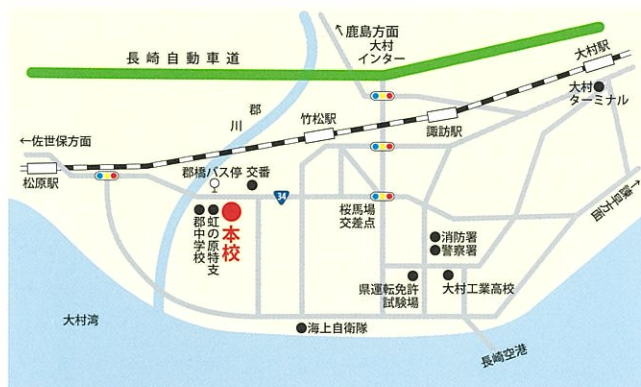 ↖鹿島方面
大村
インター
長崎自動車道
大村駅
郡川
竹松駅
諏訪駅
大村
ターミナル
←佐世保方面
松原駅
郡橋バス停
交番
34
桜馬場
交差点
諫早方面→
本校
虹の原特支
郡中学校
消防署
警察署
県運転免許
試験場
大村工業高校
大村湾
海上自衛隊
長崎空港